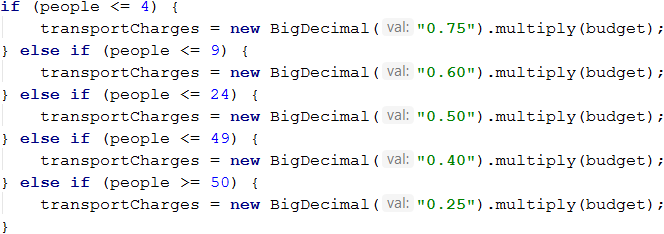 if (people <= 4) {
    transportCharges = new BigDecimal( val: "0.75").multiply(budget);
} else if (people <= 9) {
    transportCharges = new BigDecimal( val: "0.60").multiply(budget);
} else if (people <= 24) {
    transportCharges = new BigDecimal( val: "0.50").multiply(budget);
} else if (people <= 49) {
    transportCharges = new BigDecimal( val: "0.40").multiply(budget);
} else if (people >= 50) {
    transportCharges = new BigDecimal( val: "0.25").multiply(budget);
}